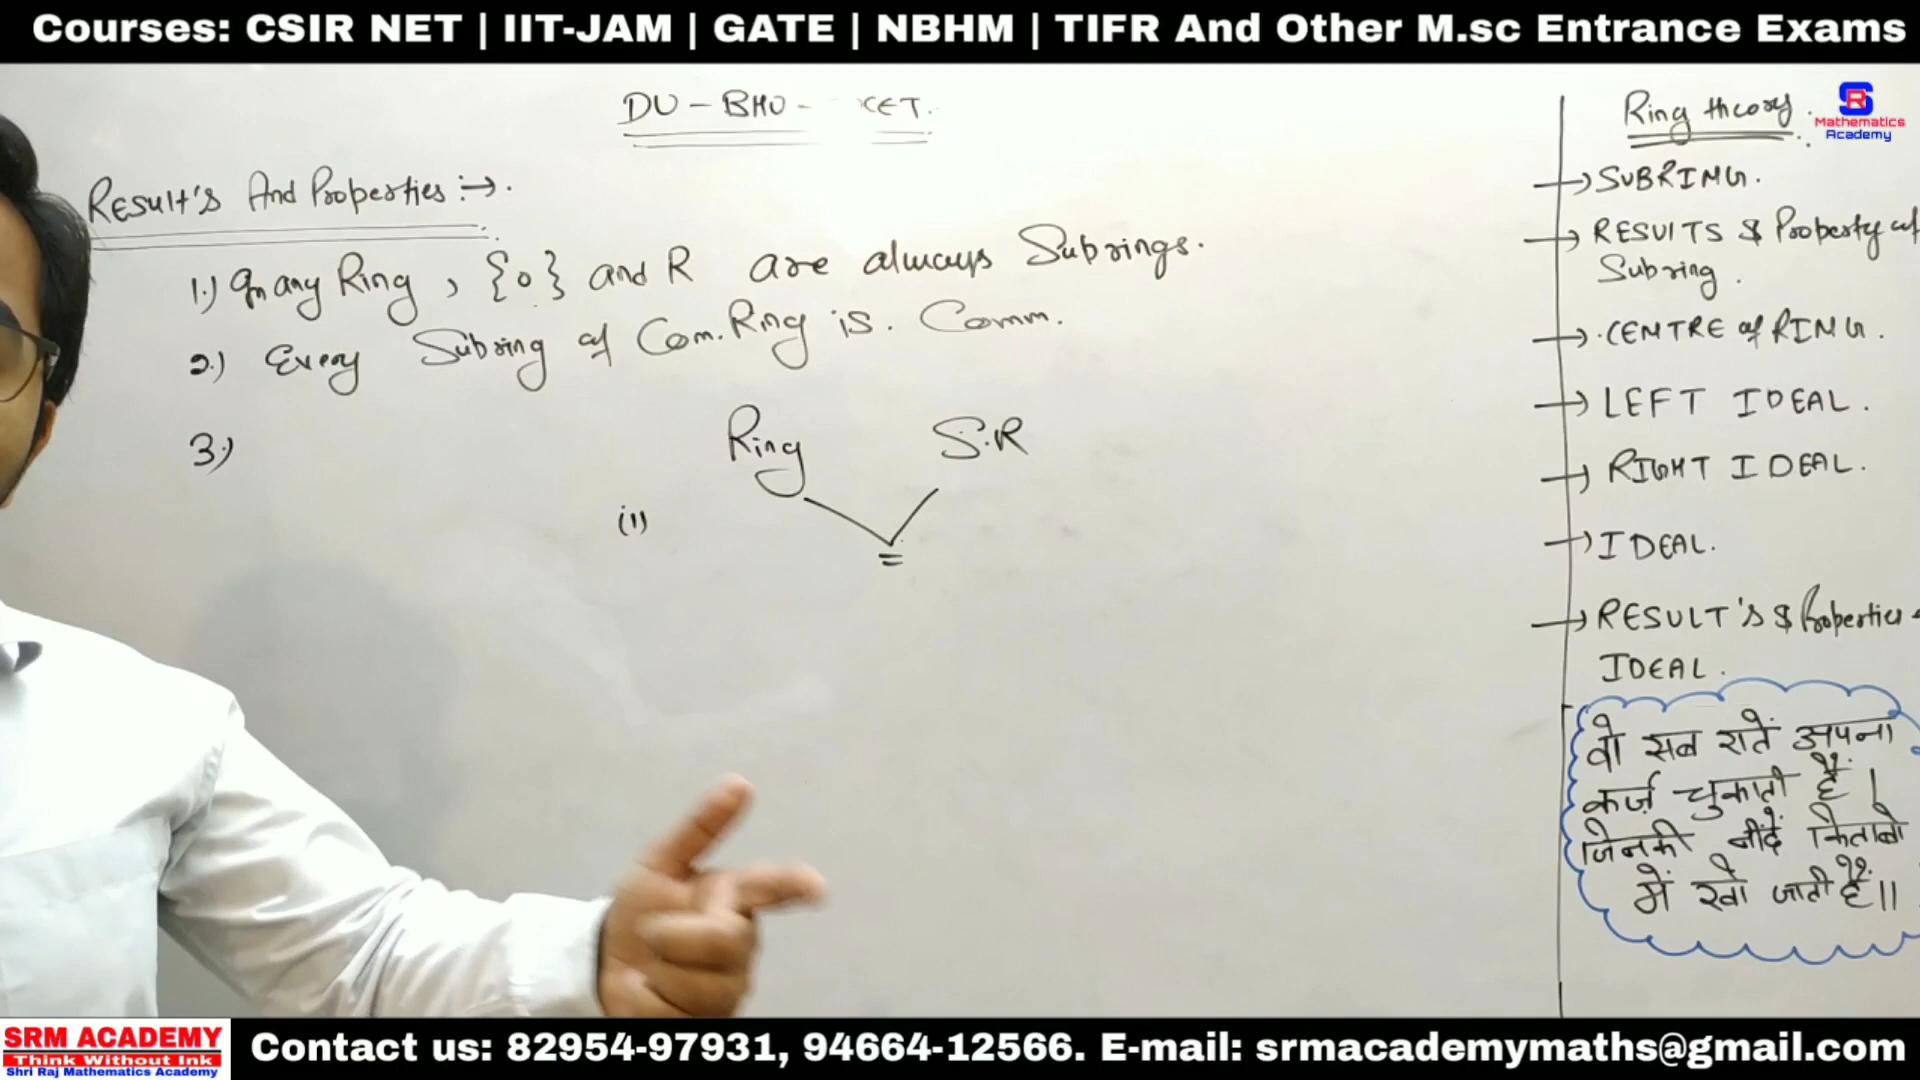 Courses: CSIR NET | IIT-JAM | GATE | NBHM | TIFR And Other M.sc Entrance Exams
DU - BHU - CET.
RESULT'S And Properties :→.
1.) In any Ring, {0} and R are always Subrings.
2.) Every Subring of Com. Ring is. Comm.
3.)
Ring S.R
(1)
=
Ring theory.
SR
Mathematics
Academy
→ SUBRING.
→ RESULTS & Property of
Subring.
→ CENTRE of RING.
→ LEFT IDEAL.
→ RIGHT IDEAL.
→ IDEAL.
→ RESULT'S & Properties
IDEAL.
वो सब रातें अपना
कर्ज़ चुकाती हैं।
जिनकी नींदें किताबो
में खो जाती हैं॥
SRM ACADEMY
Think Without Ink
Shri Raj Mathematics Academy
Contact us: 82954-97931, 94664-12566. E-mail: srmacademymaths@gmail.com